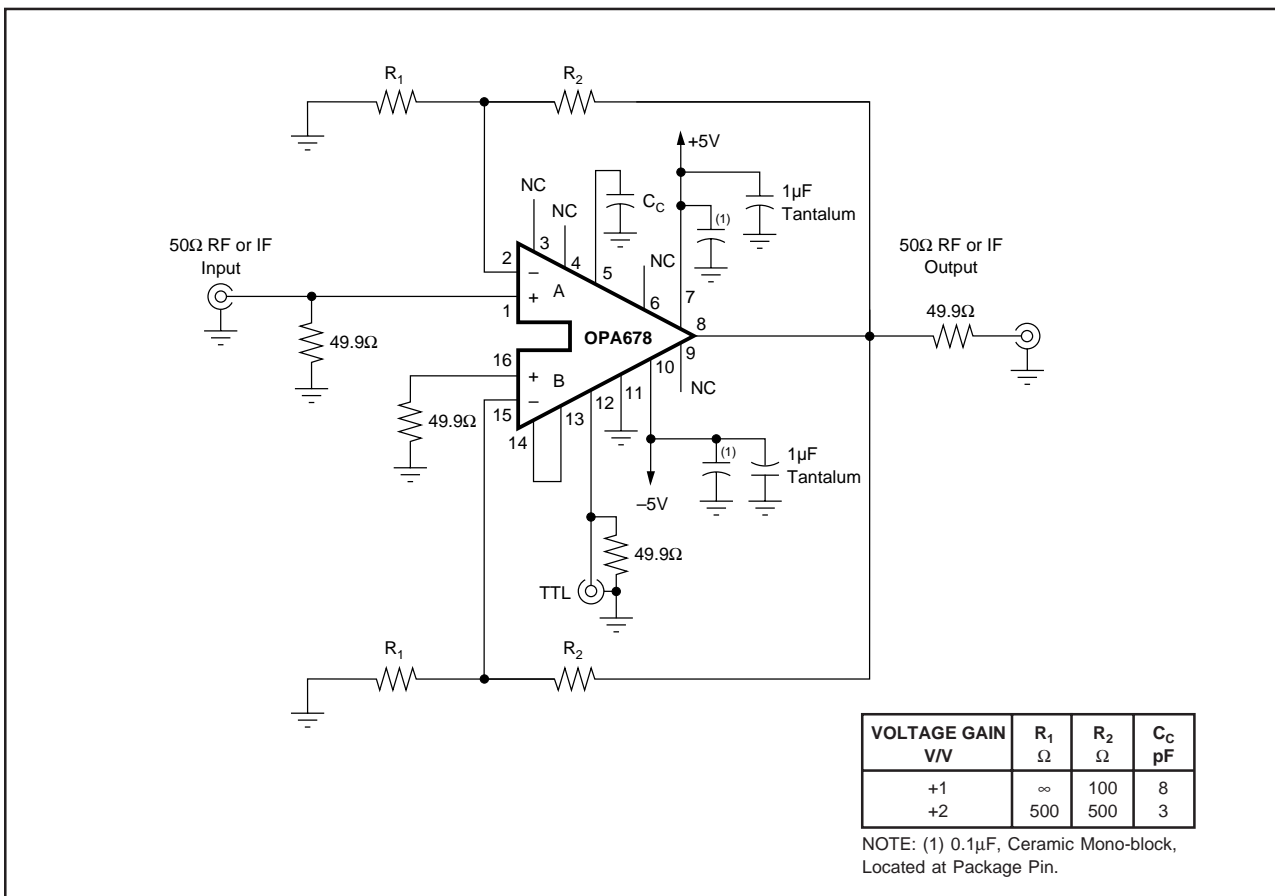 R1
R2
+5V
NC
NC
CC
(1)
1µF
Tantalum
50Ω RF or IF
Input
50Ω RF or IF
Output
2
3
4
5
NC
6
7
−
A
+
1
8
49.9Ω
49.9Ω
OPA678
9
16
+
B
10
NC
−
15
11
12
13
14
49.9Ω
(1)
1µF
Tantalum
–5V
49.9Ω
TTL
R1
R2
VOLTAGE GAIN R1 R2 CC
V/V Ω Ω pF
+1 ∞ 100 8
+2 500 500 3
NOTE: (1) 0.1µF, Ceramic Mono-block,
Located at Package Pin.